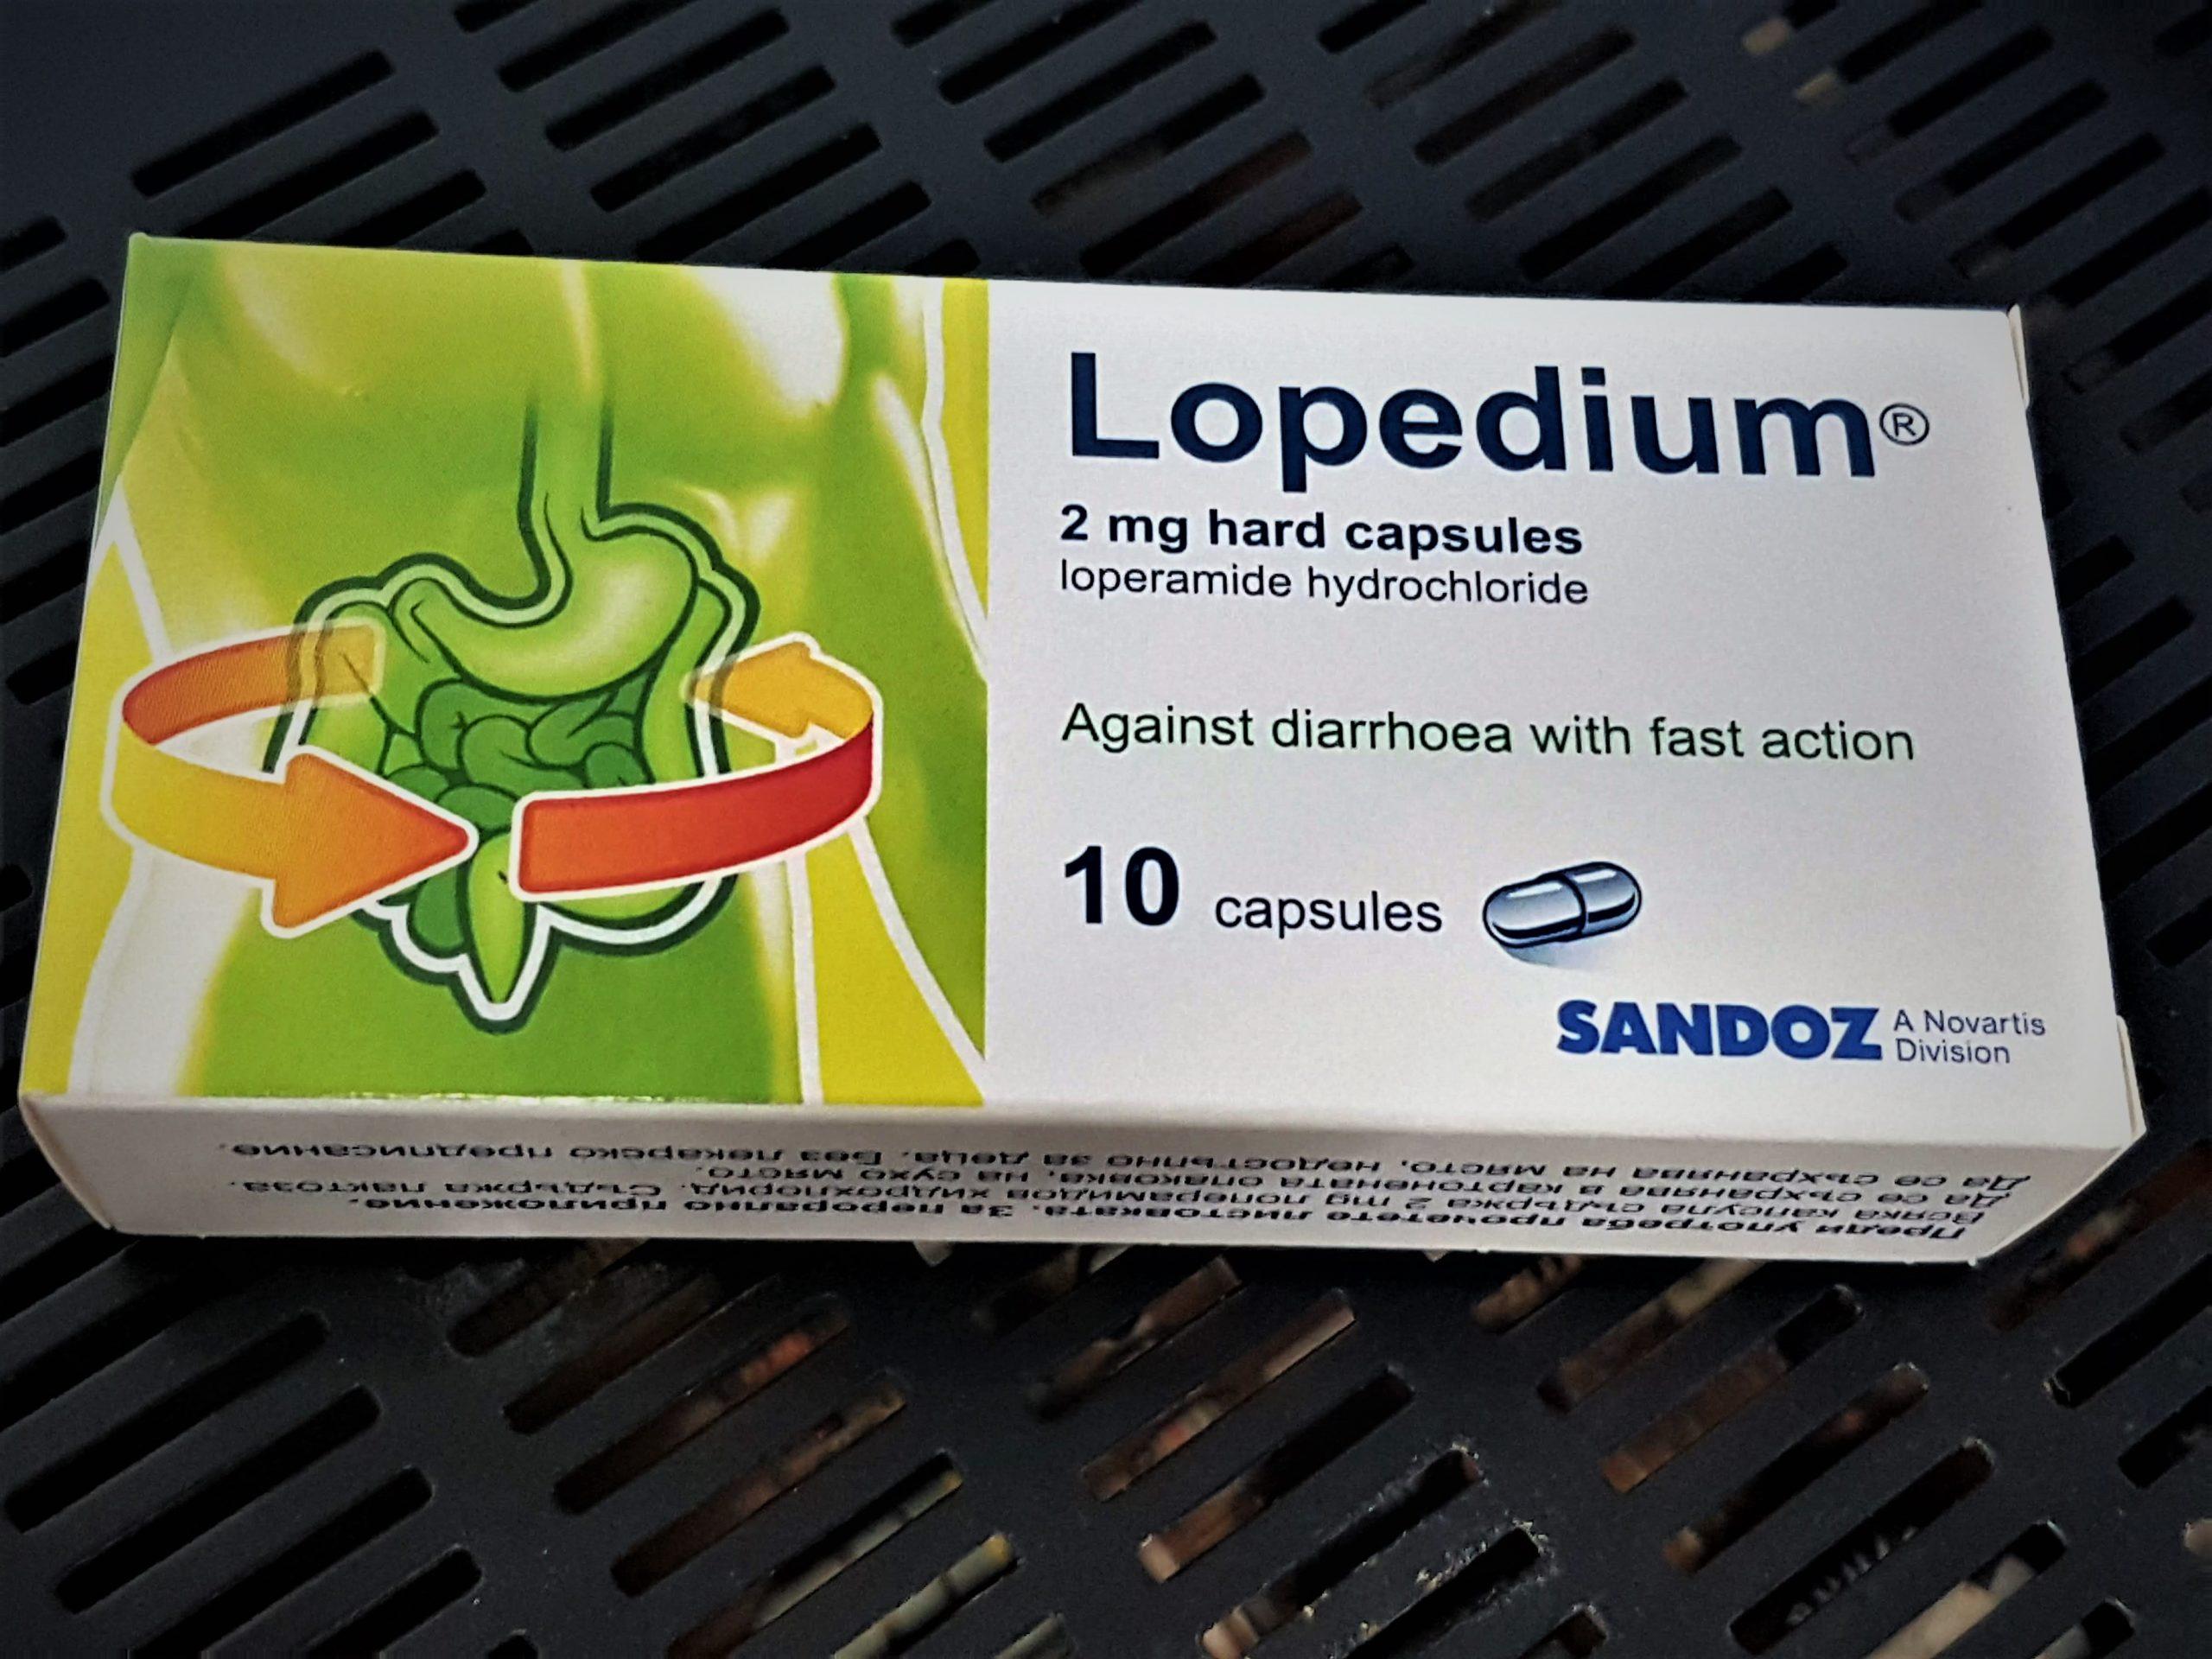 Lopedium®
2 mg hard capsules
loperamide hydrochloride
Against diarrhoea with fast action
10 capsules
SANDOZ A Novartis
Division
Преди употреба прочетете листовката. За перорално приложение.
Всяка капсула съдържа 2 mg лоперамидов хидрохлорид. Съдържа лактоза.
Да се съхранява в картонената опаковка, на сухо място.
Да се съхранява на място, недостъпно за деца. Без лекарско предписание.